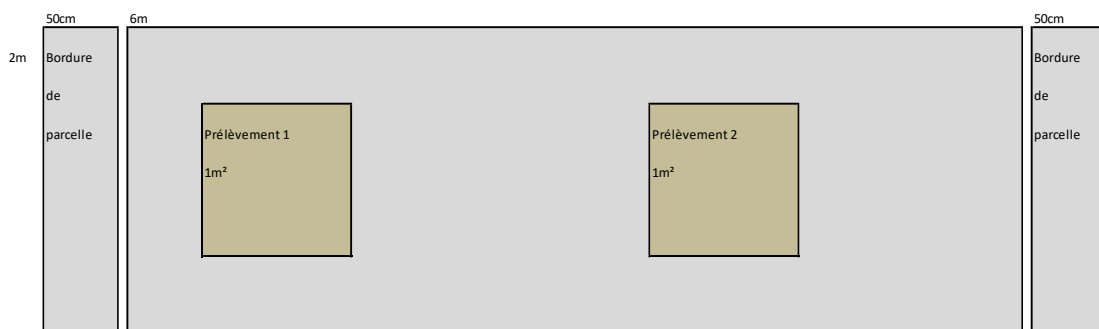 50cm
6m
50cm
2m
Bordure
de
parcelle
Prélèvement 1
1m²
Prélèvement 2
1m²
Bordure
de
parcelle